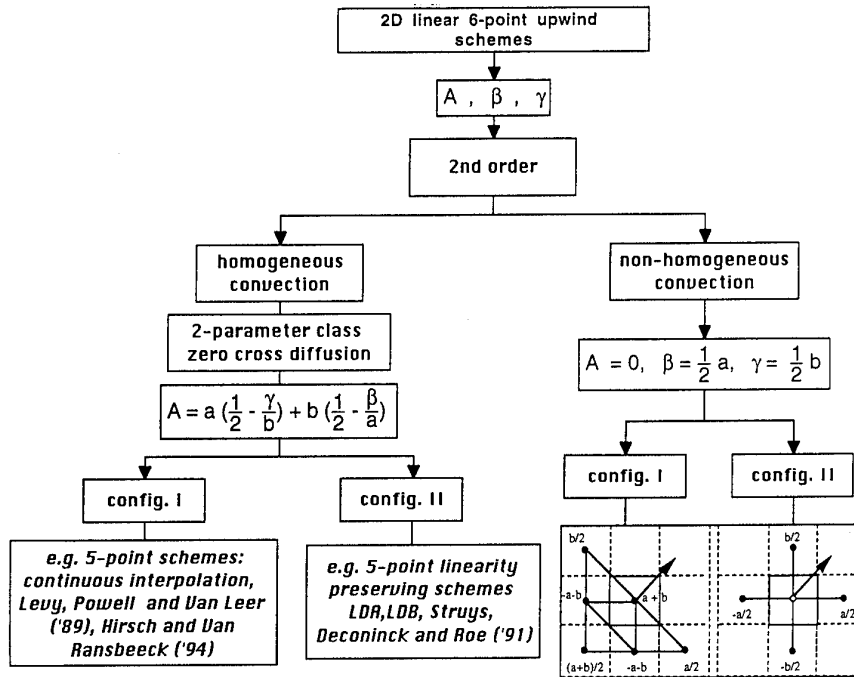 2D linear 6-point upwind
schemes
A , β , γ
2nd order
homogeneous
convection
non-homogeneous
convection
2-parameter class
zero cross diffusion
A = 0, β = 1/2 a, γ = 1/2 b
A = a (1/2 - γ/b) + b (1/2 - β/a)
config. I
config. II
config. I
config. II
e.g. 5-point schemes:
continuous interpolation,
Levy, Powell and Van Leer
('89), Hirsch and Van
Ransbeeck ('94)
e.g. 5-point linearity
preserving schemes
LDA,LDB, Struys,
Deconinck and Roe ('91)
b/2
-a-b
a + b
(a+b)/2
-a-b
a/2
b/2
-a/2
a/2
-b/2